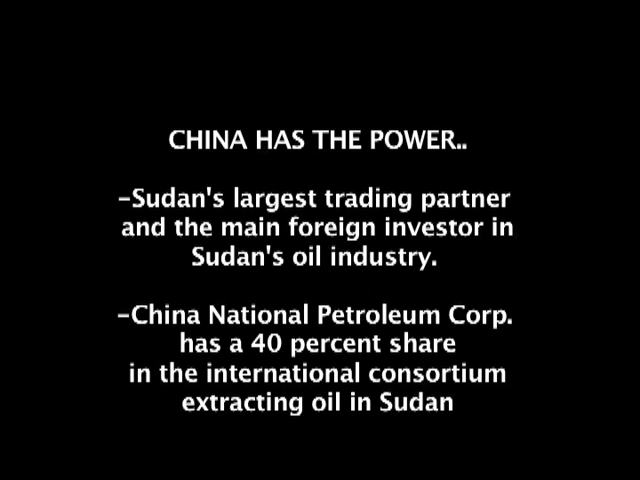 CHINA HAS THE POWER..
-Sudan's largest trading partner
and the main foreign investor in
Sudan's oil industry.
-China National Petroleum Corp.
has a 40 percent share
in the international consortium
extracting oil in Sudan